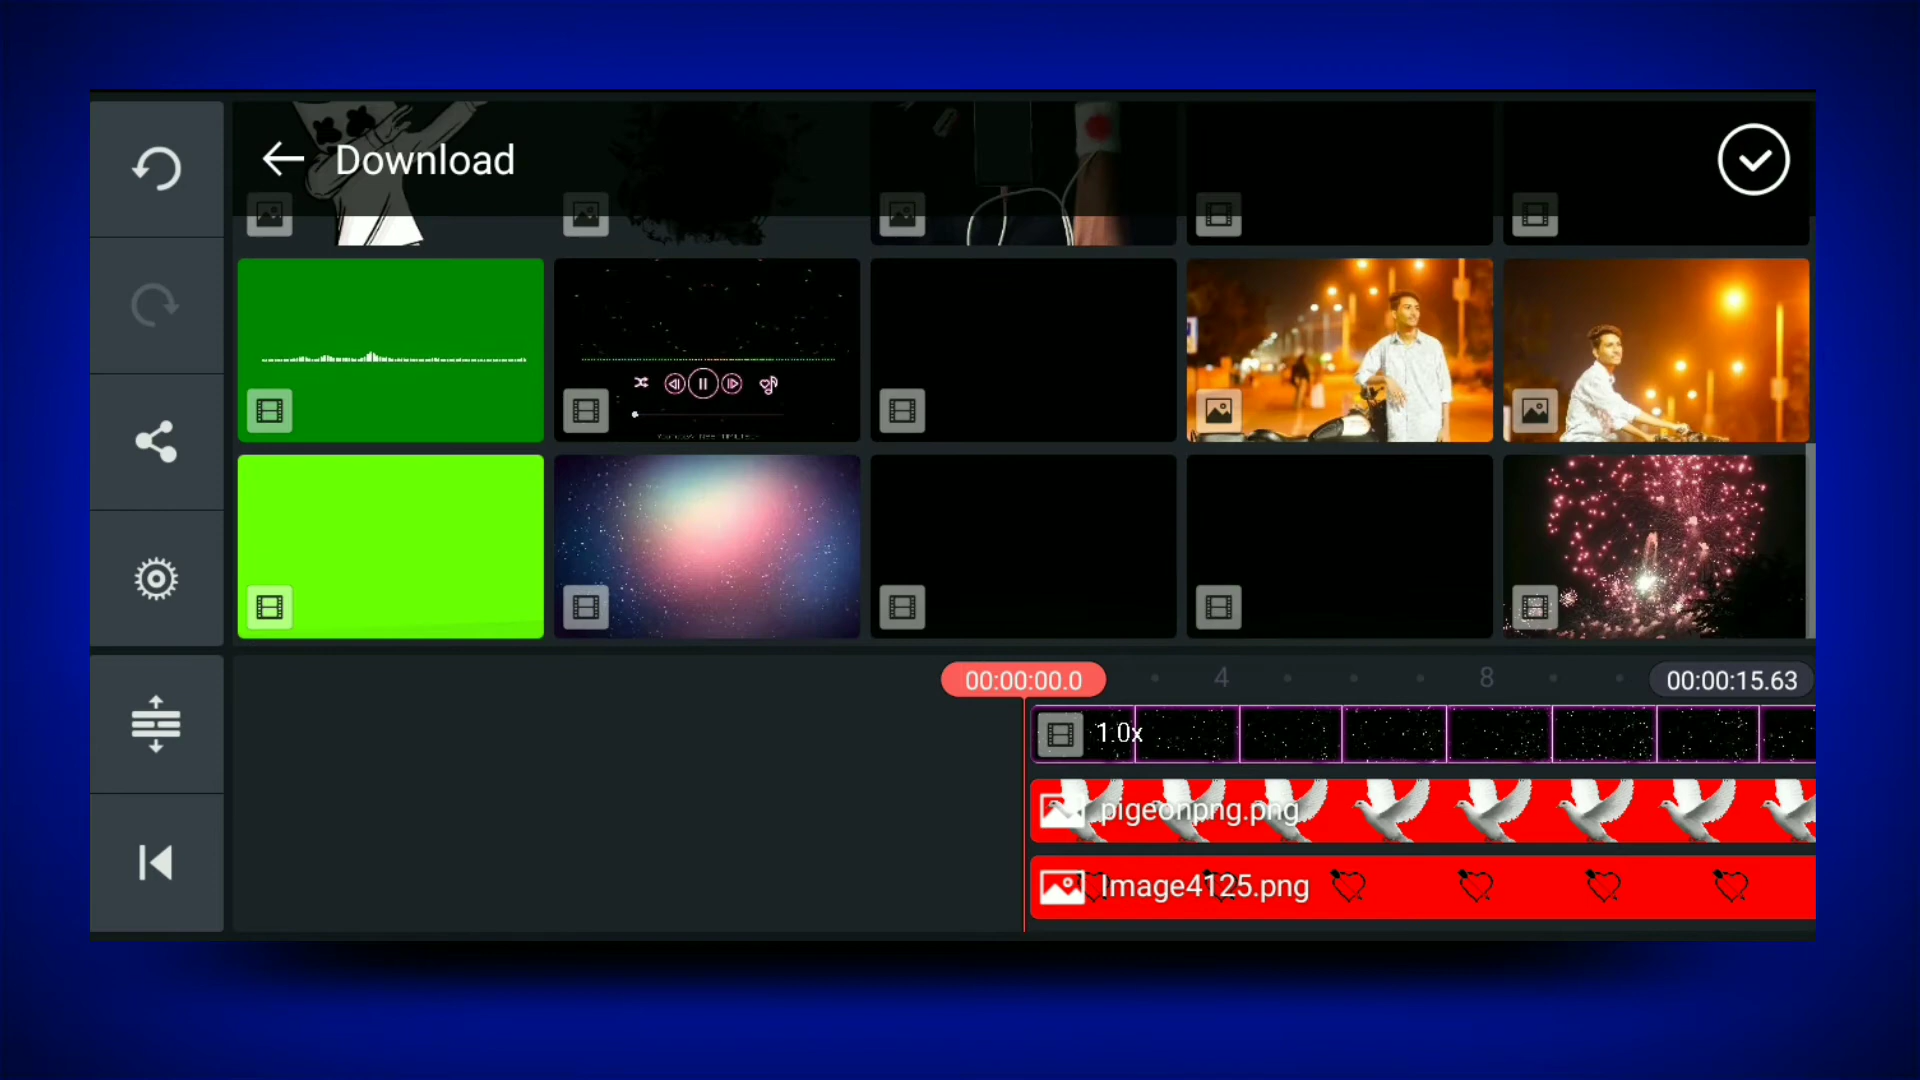 Download
00:00:00.0
4
8
00:00:15.63
1.0x
pigeonpng.png
Image4125.png